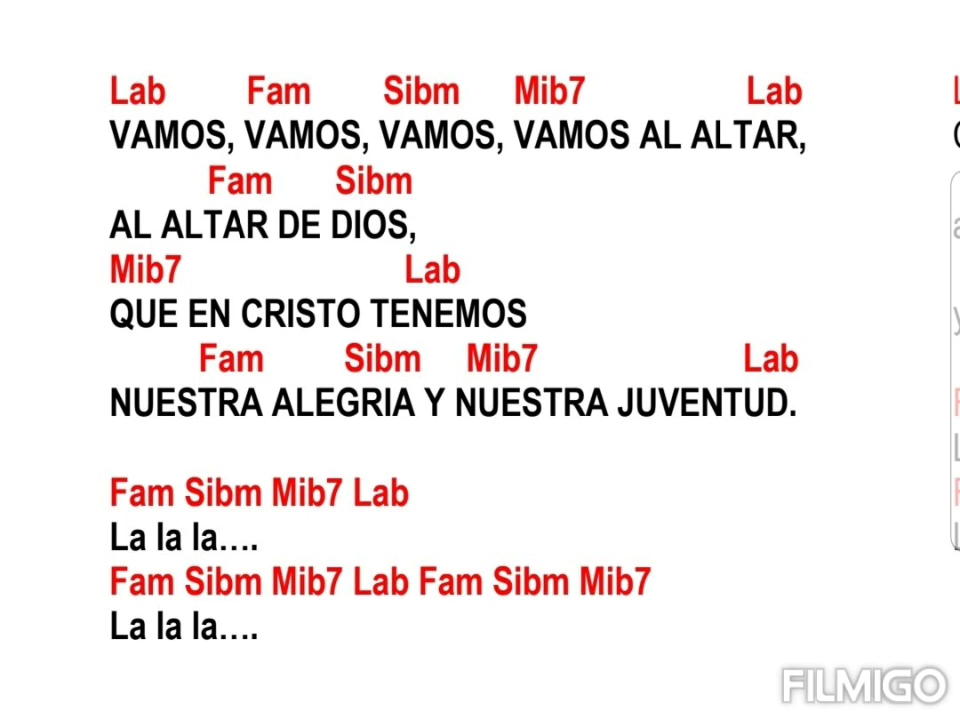 Lab Fam Sibm Mib7 Lab
VAMOS, VAMOS, VAMOS, VAMOS AL ALTAR,
Fam Sibm
AL ALTAR DE DIOS,
Mib7 Lab
QUE EN CRISTO TENEMOS
Fam Sibm Mib7 Lab
NUESTRA ALEGRIA Y NUESTRA JUVENTUD.
Fam Sibm Mib7 Lab
La la la....
Fam Sibm Mib7 Lab Fam Sibm Mib7
La la la....
FILMIGO